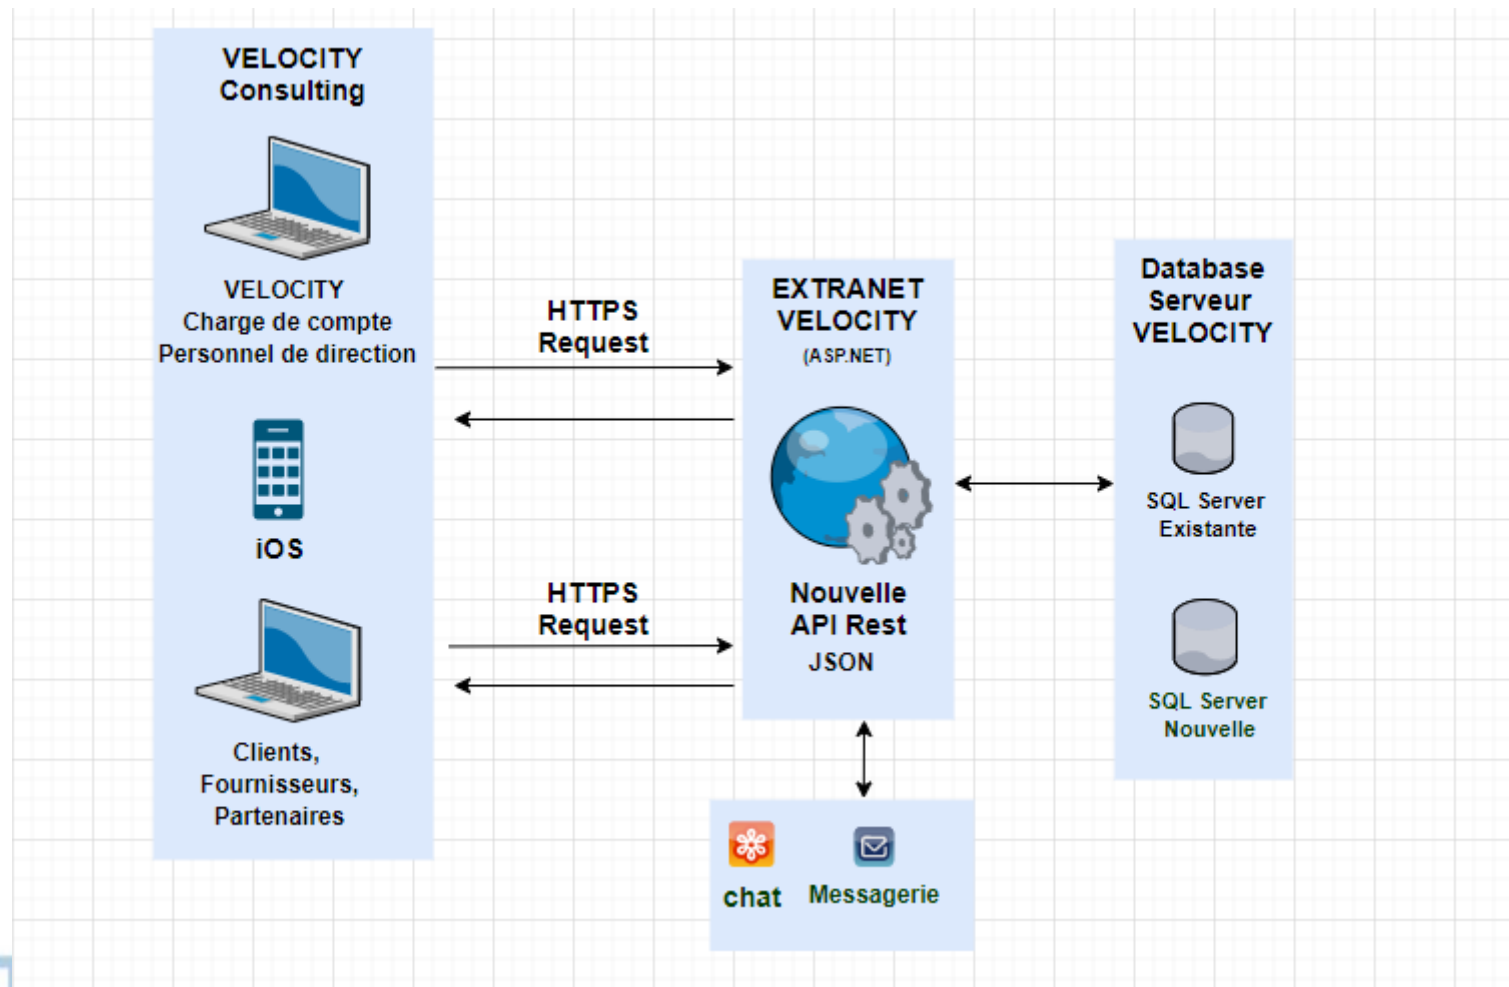 VELOCITY
Consulting
VELOCITY
Charge de compte
Personnel de direction
iOS
Clients,
Fournisseurs,
Partenaires
HTTPS
Request
HTTPS
Request
EXTRANET
VELOCITY
(ASP.NET)
Nouvelle
API Rest
JSON
chat
Messagerie
Database
Serveur
VELOCITY
SQL Server
Existante
SQL Server
Nouvelle